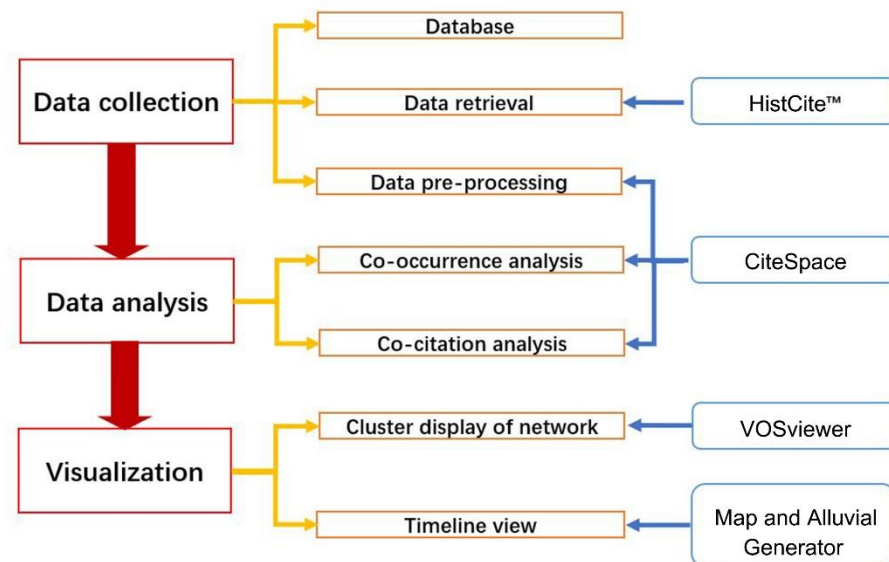 Database
Data collection
Data retrieval
HistCite™
Data pre-processing
Co-occurrence analysis
CiteSpace
Data analysis
Co-citation analysis
Cluster display of network
VOSviewer
Visualization
Timeline view
Map and Alluvial
Generator